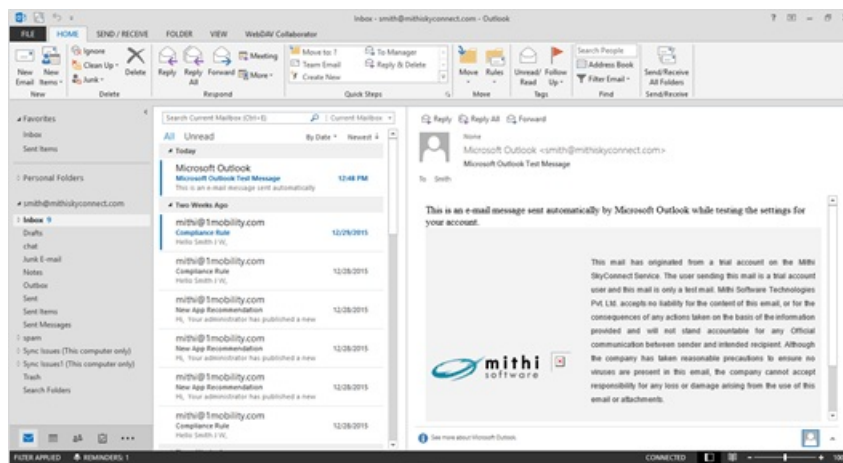 Inbox - smith@mithiskyconnect.com - Outlook
FILE HOME SEND / RECEIVE FOLDER VIEW WebDAV Collaborator
Ignore
Clean Up
Junk
New Email
New Items
Delete
Reply
Reply All
Forward
Meeting
More
Move to: ?
Team Email
Create New
To Manager
Reply & Delete
Move
Rules
Unread/ Read
Follow Up
Search People
Address Book
Filter Email
Send/Receive All Folders
New Delete Respond Quick Steps Move Tags Find Send/Receive
Favorites
Inbox
Sent Items
Personal Folders
smith@mithiskyconnect.com
Inbox 9
Drafts
chat
Junk E-mail
Notes
Outbox
Sent
Sent Items
Sent Messages
spam
Sync Issues (This computer only)
Sync Issues1 (This computer only)
Trash
Search Folders
Search Current Mailbox (Ctrl+E) Current Mailbox
All Unread By Date Newest
Today
Microsoft Outlook
Microsoft Outlook Test Message 12:48 PM
This is an e-mail message sent automatically
Two Weeks Ago
mithi@1mobility.com
Compliance Rule 12/29/2015
Hello Smith J W,
mithi@1mobility.com
Compliance Rule 12/28/2015
Hello Smith J W,
mithi@1mobility.com
New App Recommendation 12/28/2015
Hi, Your administrator has published a new
mithi@1mobility.com
New App Recommendation 12/28/2015
Hi, Your administrator has published a new
mithi@1mobility.com
New App Recommendation 12/28/2015
Hi, Your administrator has published a new
mithi@1mobility.com
Compliance Rule 12/28/2015
Hello Smith J W,
Reply Reply All Forward
None
Microsoft Outlook <smith@mithiskyconnect.com>
Microsoft Outlook Test Message
To Smith
This is an e-mail message sent automatically by Microsoft Outlook while testing the settings for
your account.
This mail has originated from a trial account on the Mithi
SkyConnect Service. The user sending this mail is a trial account
user and this mail is only a test mail. Mithi Software Technologies
Pvt. Ltd. accepts no liability for the content of this email, or for the
consequences of any actions taken on the basis of the information
provided and will not stand accountable for any Official
communication between sender and intended recipient. Although
the company has taken reasonable precautions to ensure no
viruses are present in this email, the company cannot accept
responsibility for any loss or damage arising from the use of this
email or attachments.
mithi
software
See more about Microsoft Outlook.
FILTER APPLIED REMINDERS: 1 CONNECTED